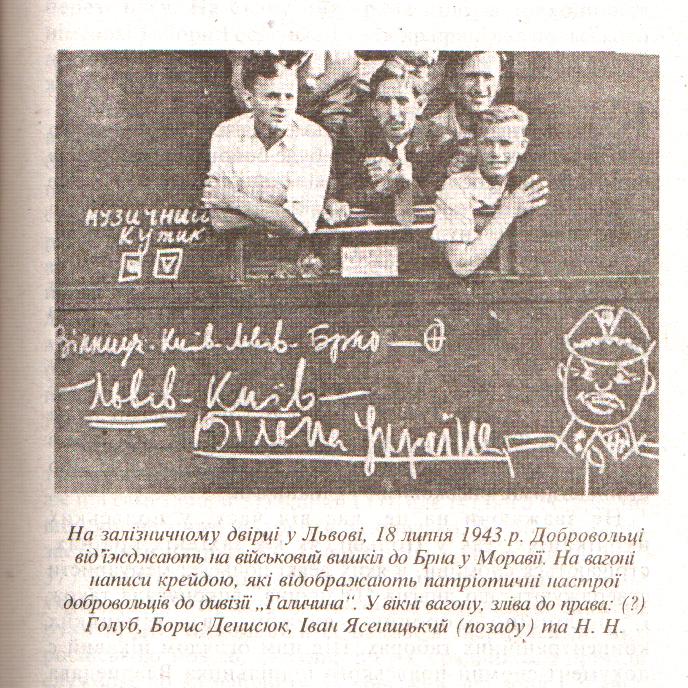 МУЗИЧНИЙ
КУТИК
Вінниця - Київ - Львів - Брно -
Львів - Київ -
Вільна Україна
На залізничному двірці у Львові, 18 липня 1943 р. Добровольці
від'їжджають на військовий вишкіл до Брна у Моравії. На вагоні
написи крейдою, які відображають патріотичні настрої
добровольців до дивізії „Галичина“. У вікні вагону, зліва до права: (?)
Голуб, Борис Денисюк, Іван Ясеницький (позаду) та Н. Н.